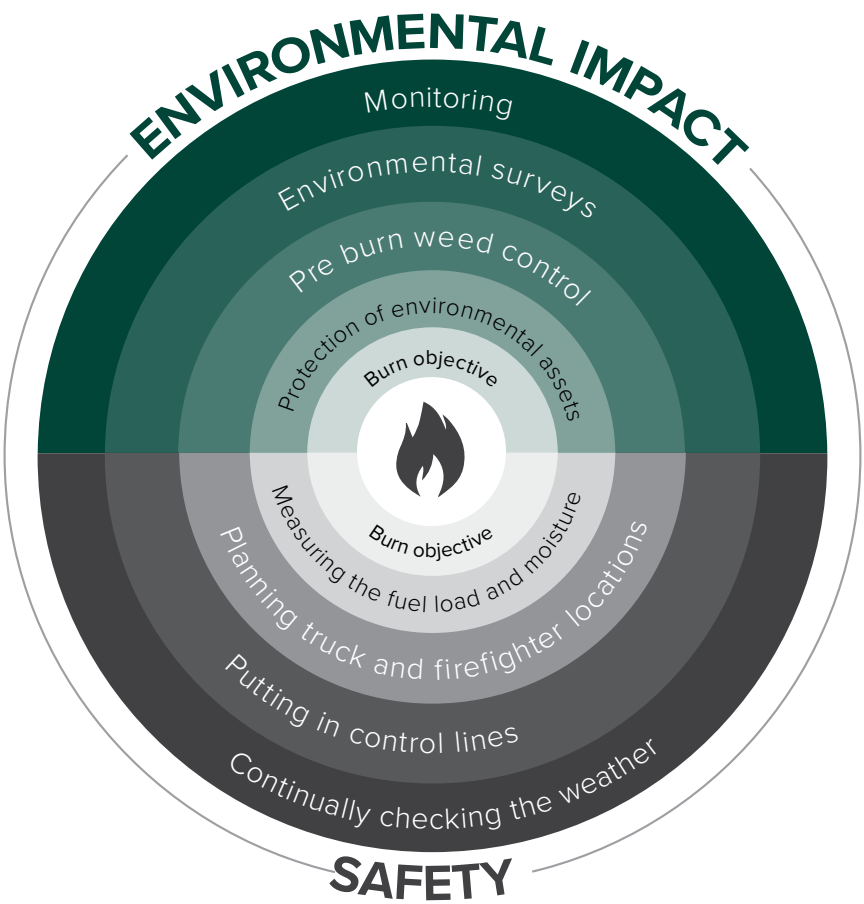 ENVIRONMENTAL IMPACT
Monitoring
Environmental surveys
Pre burn weed control
Protection of environmental assets
Burn objective
Burn objective
Measuring the fuel load and moisture
Planning truck and firefighter locations
Putting in control lines
Continually checking the weather
SAFETY